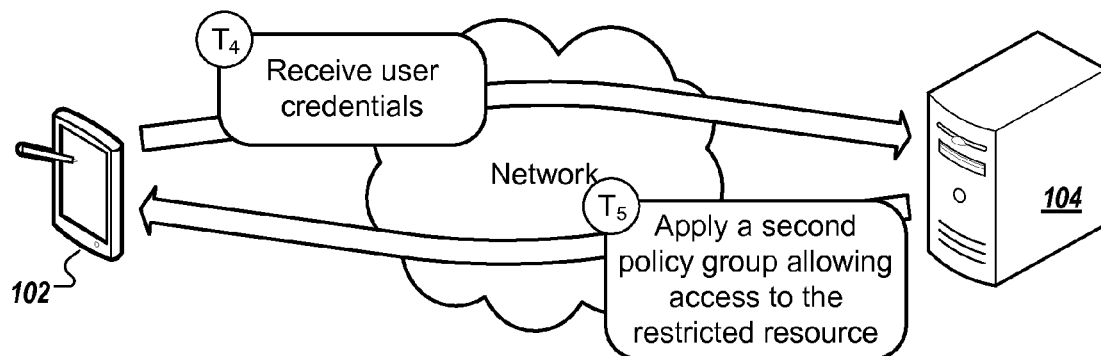 T4
Receive user
credentials
Network
T5
Apply a second
policy group allowing
access to the
restricted resource
102
104